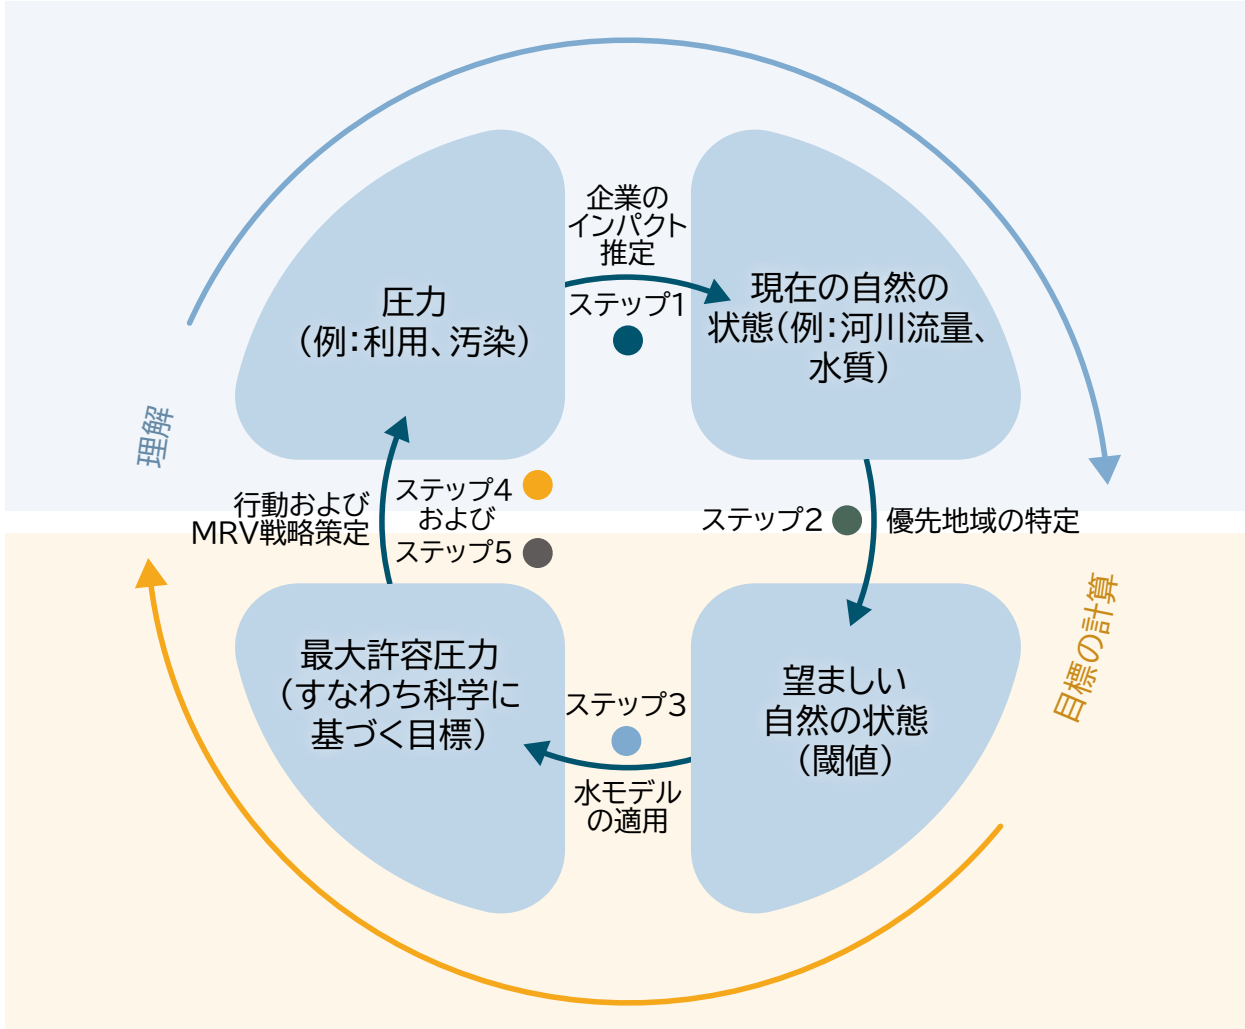 企業の
インパクト
推定
ステップ1
圧力
（例：利用、汚染）
現在の自然の
状態（例：河川流量、
水質）
理解
行動および
MRV戦略策定
ステップ4
および
ステップ5
ステップ2
優先地域の特定
目標の計算
最大許容圧力
（すなわち科学に
基づく目標）
ステップ3
水モデル
の適用
望ましい
自然の状態
（閾値）